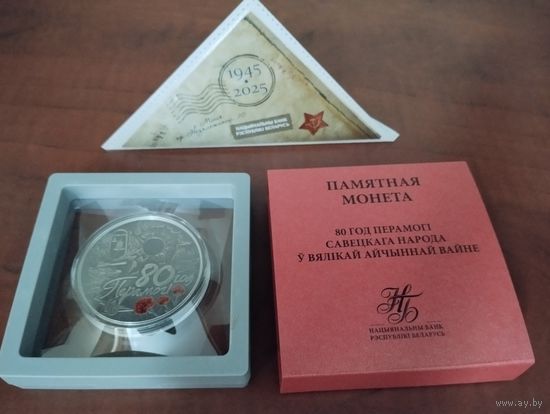 1945
2025
НАЦЫЯНАЛЬНЫ БАНК
РЭСПУБЛІКІ БЕЛАРУСЬ
80 год
Перамогі
ПАМЯТНАЯ
МОНЕТА
80 ГОД ПЕРАМОГІ
САВЕЦКАГА НАРОДА
Ў ВЯЛІКАЙ АЙЧЫННАЙ ВАЙНЕ
НБ
НАЦЫЯНАЛЬНЫ БАНК
РЭСПУБЛІКІ БЕЛАРУСЬ
www.ay.by